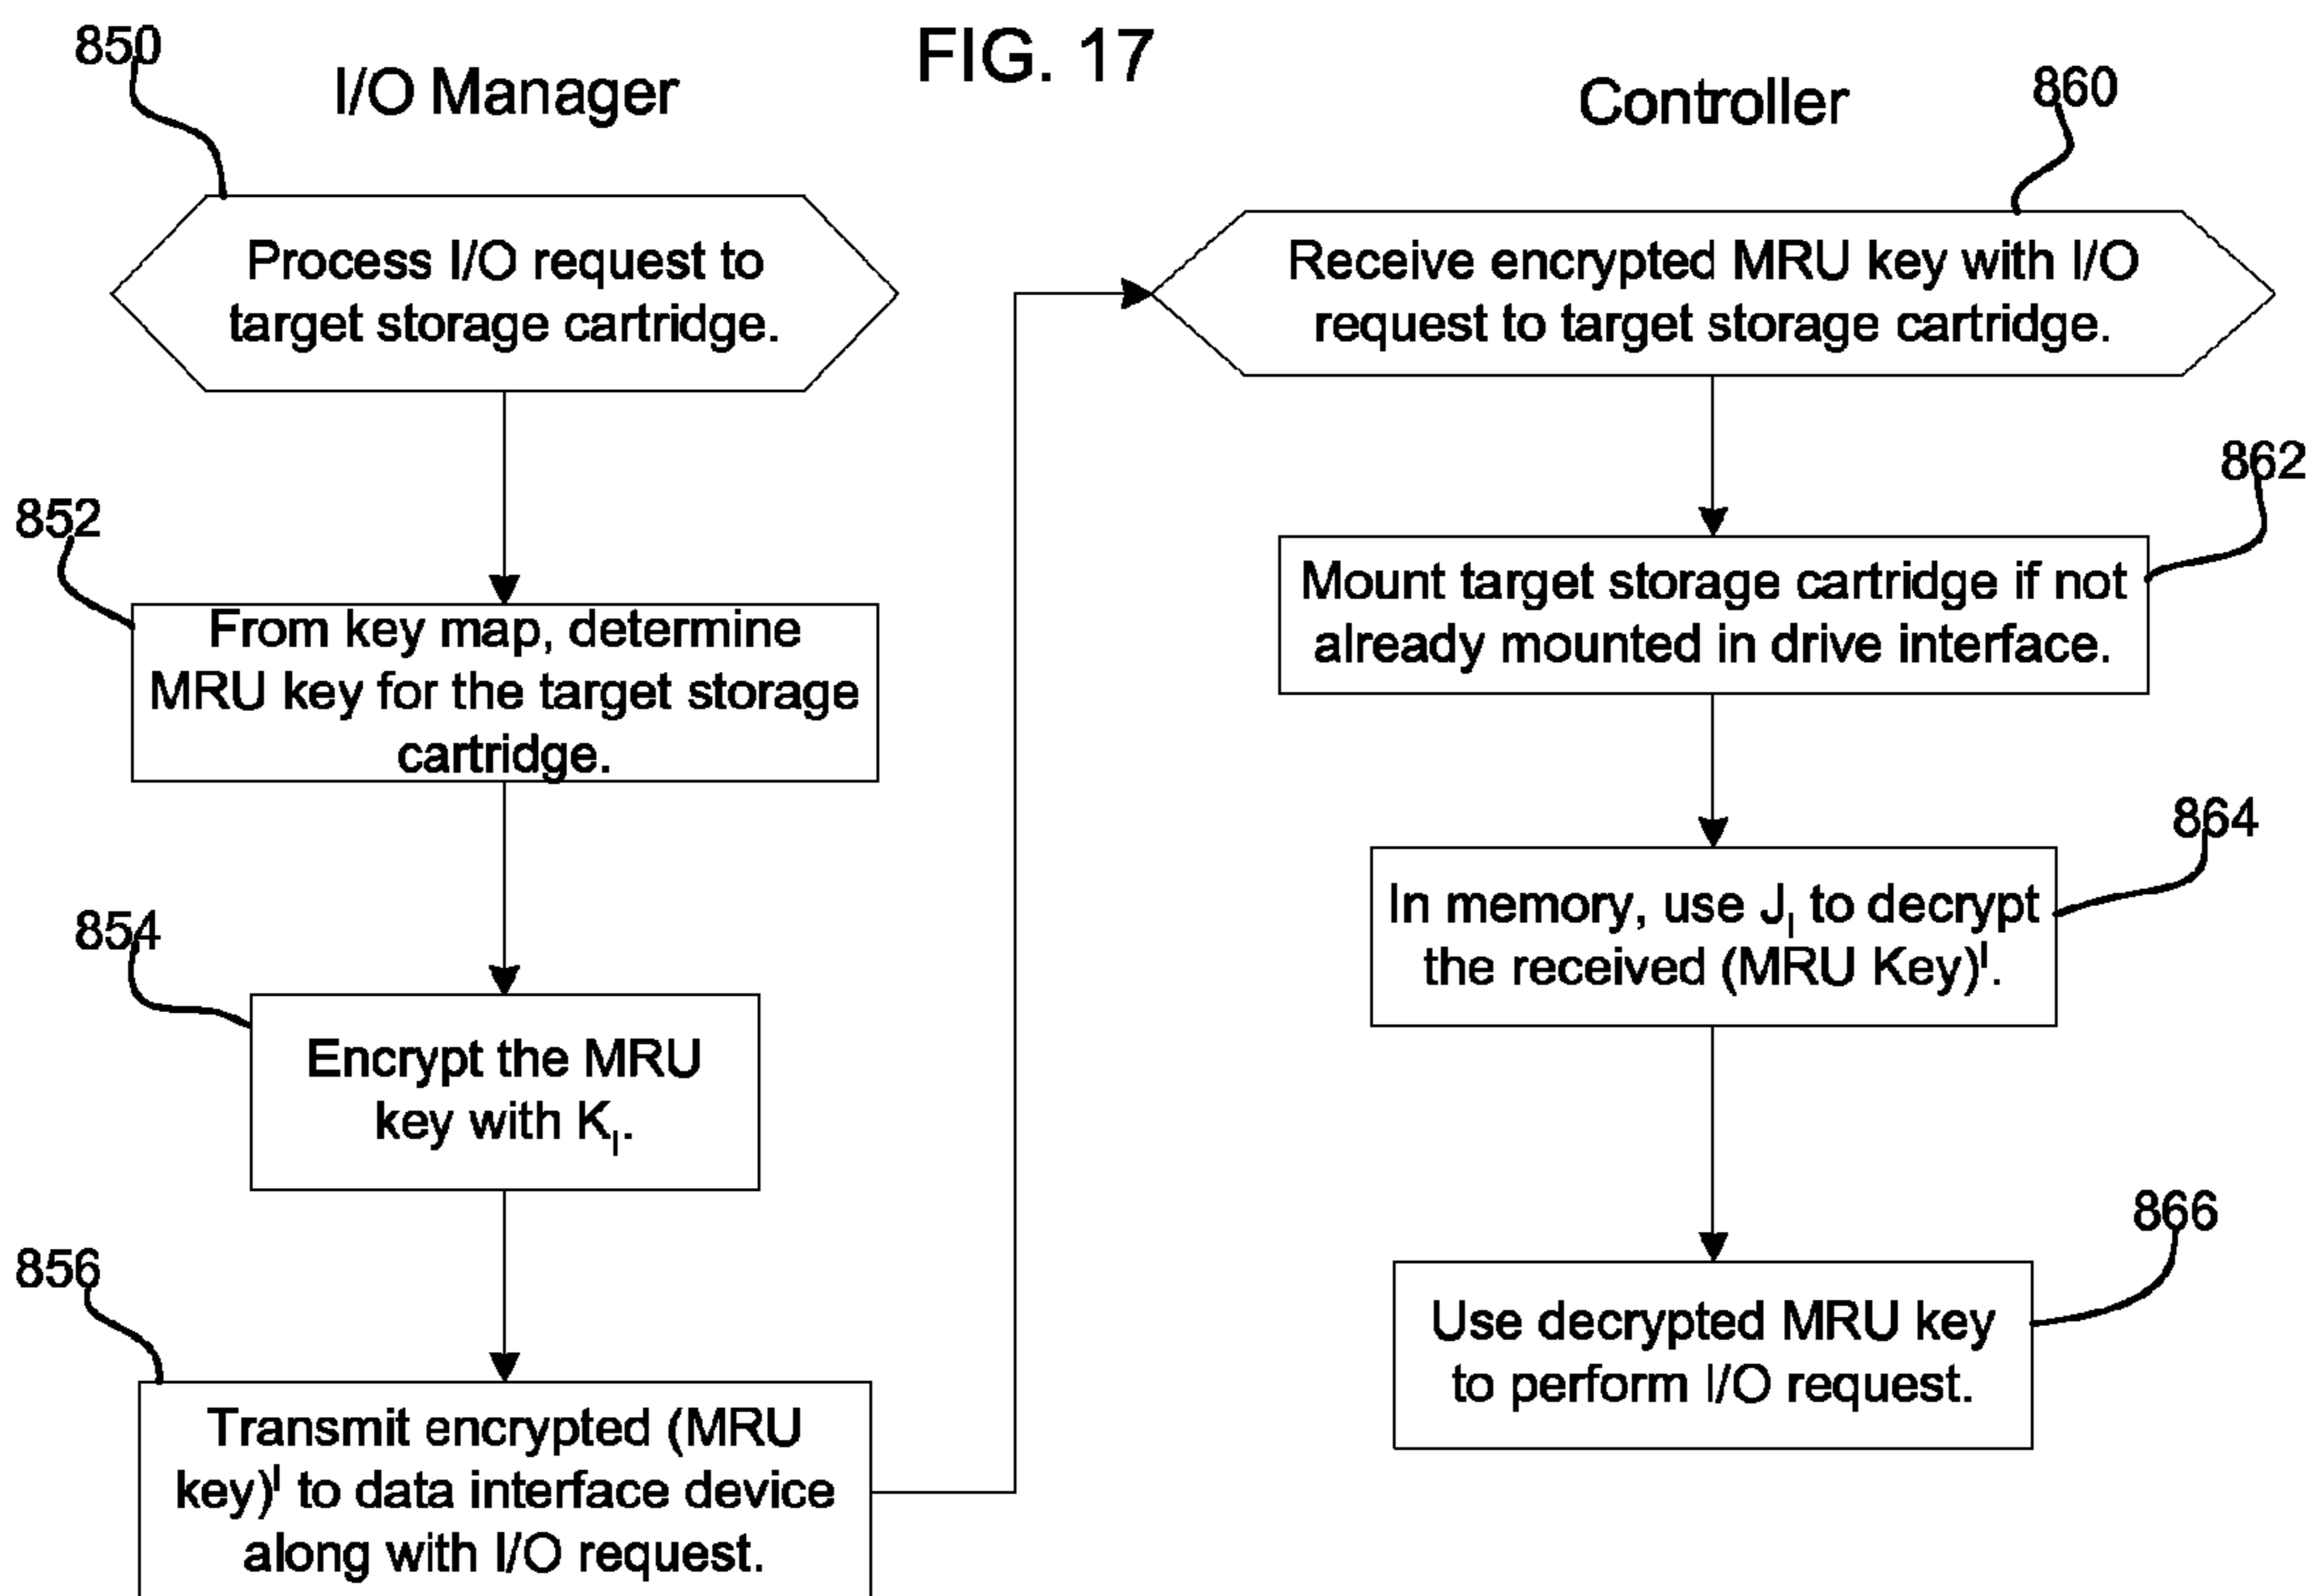 FIG. 17
850
I/O Manager
Process I/O request to
target storage cartridge.
852
From key map, determine
MRU key for the target storage
cartridge.
854
Encrypt the MRU
key with K_I.
856
Transmit encrypted (MRU
key)^I to data interface device
along with I/O request.
Controller
860
Receive encrypted MRU key with I/O
request to target storage cartridge.
862
Mount target storage cartridge if not
already mounted in drive interface.
864
In memory, use J_I to decrypt
the received (MRU Key)^I.
866
Use decrypted MRU key
to perform I/O request.